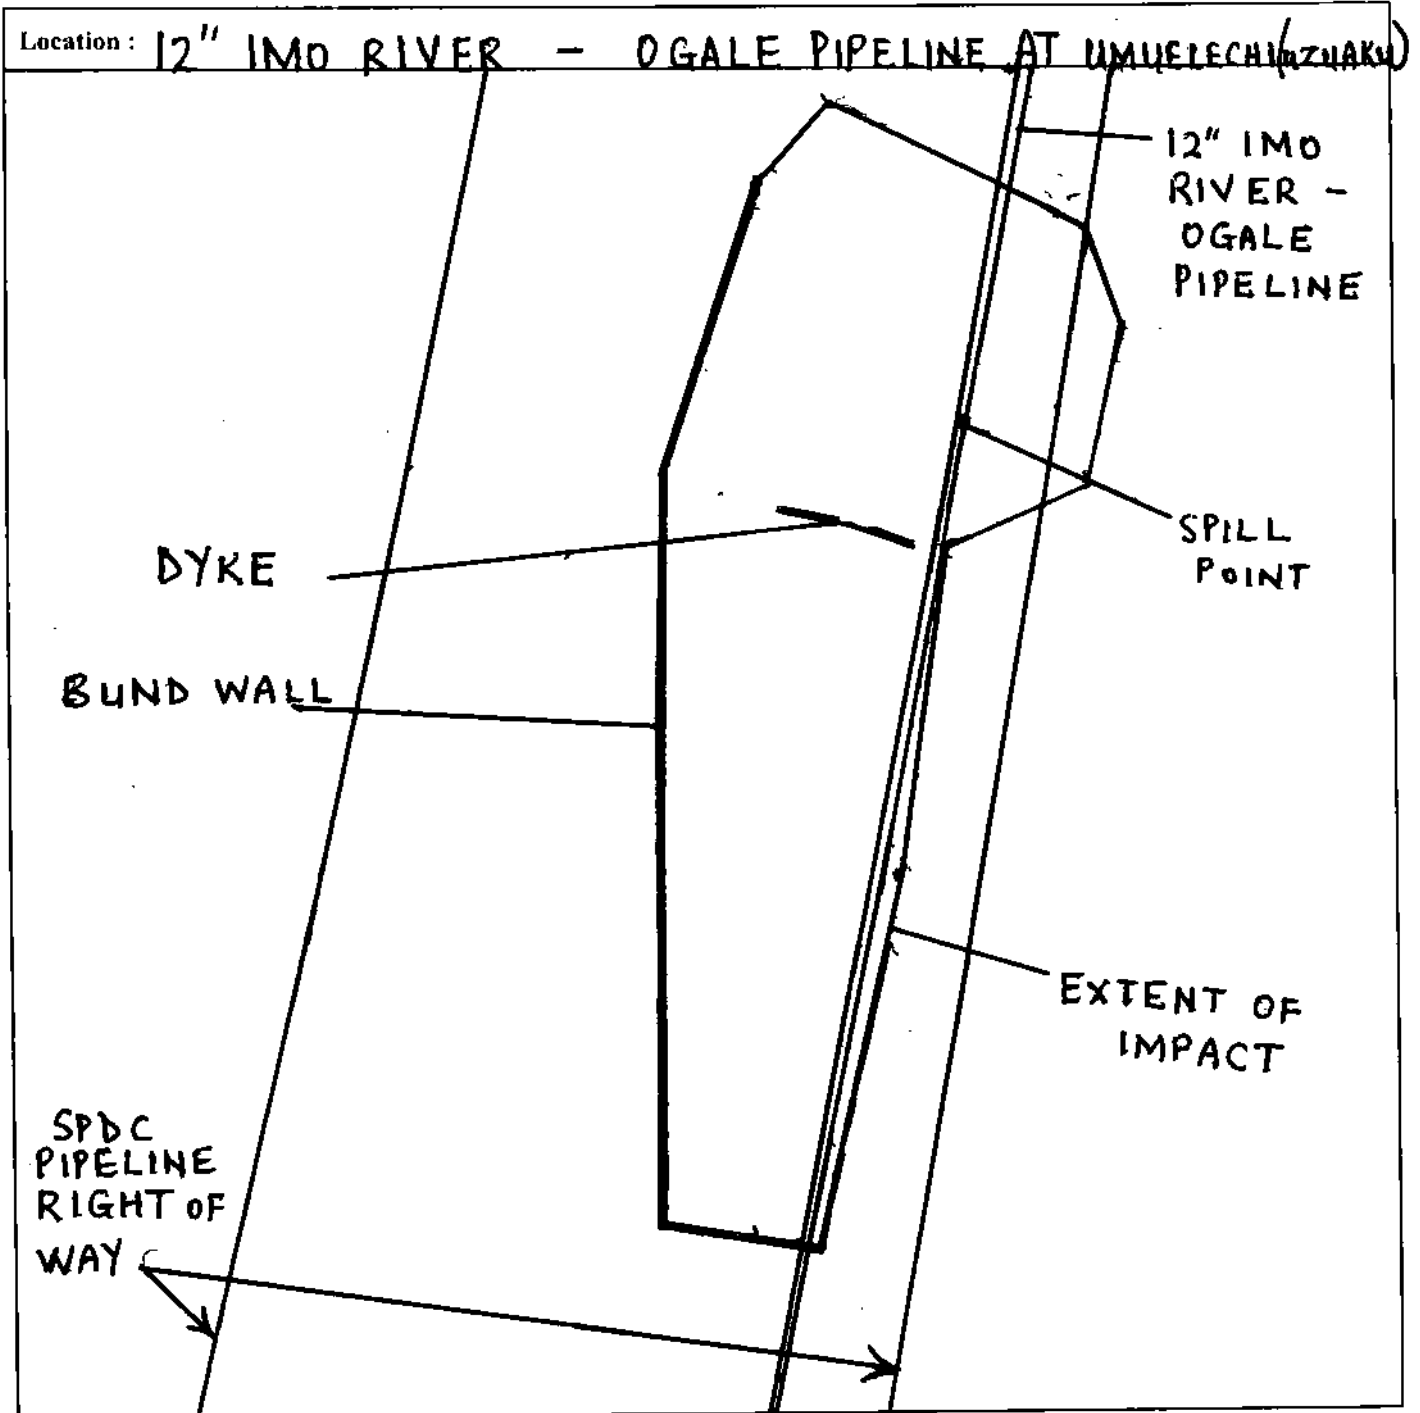 Location : 12" IMO RIVER - OGALE PIPELINE AT UMUELECHI (UZUAKU)
12" IMO
RIVER -
OGALE
PIPELINE
SPILL
POINT
DYKE
BUND WALL
EXTENT OF
IMPACT
SPDC
PIPELINE
RIGHT OF
WAY